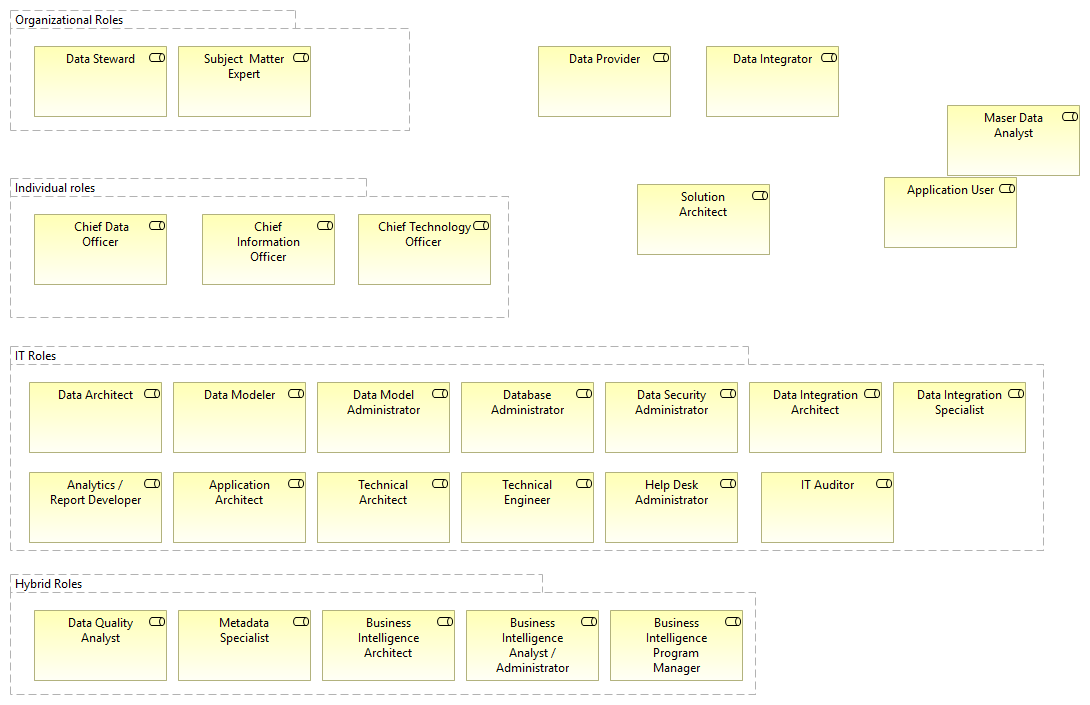 Organizational Roles
Data Steward
Subject Matter
Expert
Data Provider
Data Integrator
Maser Data
Analyst
Individual roles
Chief Data
Officer
Chief
Information
Officer
Chief Technology
Officer
Solution
Architect
Application User
IT Roles
Data Architect
Data Modeler
Data Model
Administrator
Database
Administrator
Data Security
Administrator
Data Integration
Architect
Data Integration
Specialist
Analytics /
Report Developer
Application
Architect
Technical
Architect
Technical
Engineer
Help Desk
Administrator
IT Auditor
Hybrid Roles
Data Quality
Analyst
Metadata
Specialist
Business
Intelligence
Architect
Business
Intelligence
Analyst /
Administrator
Business
Intelligence
Program
Manager